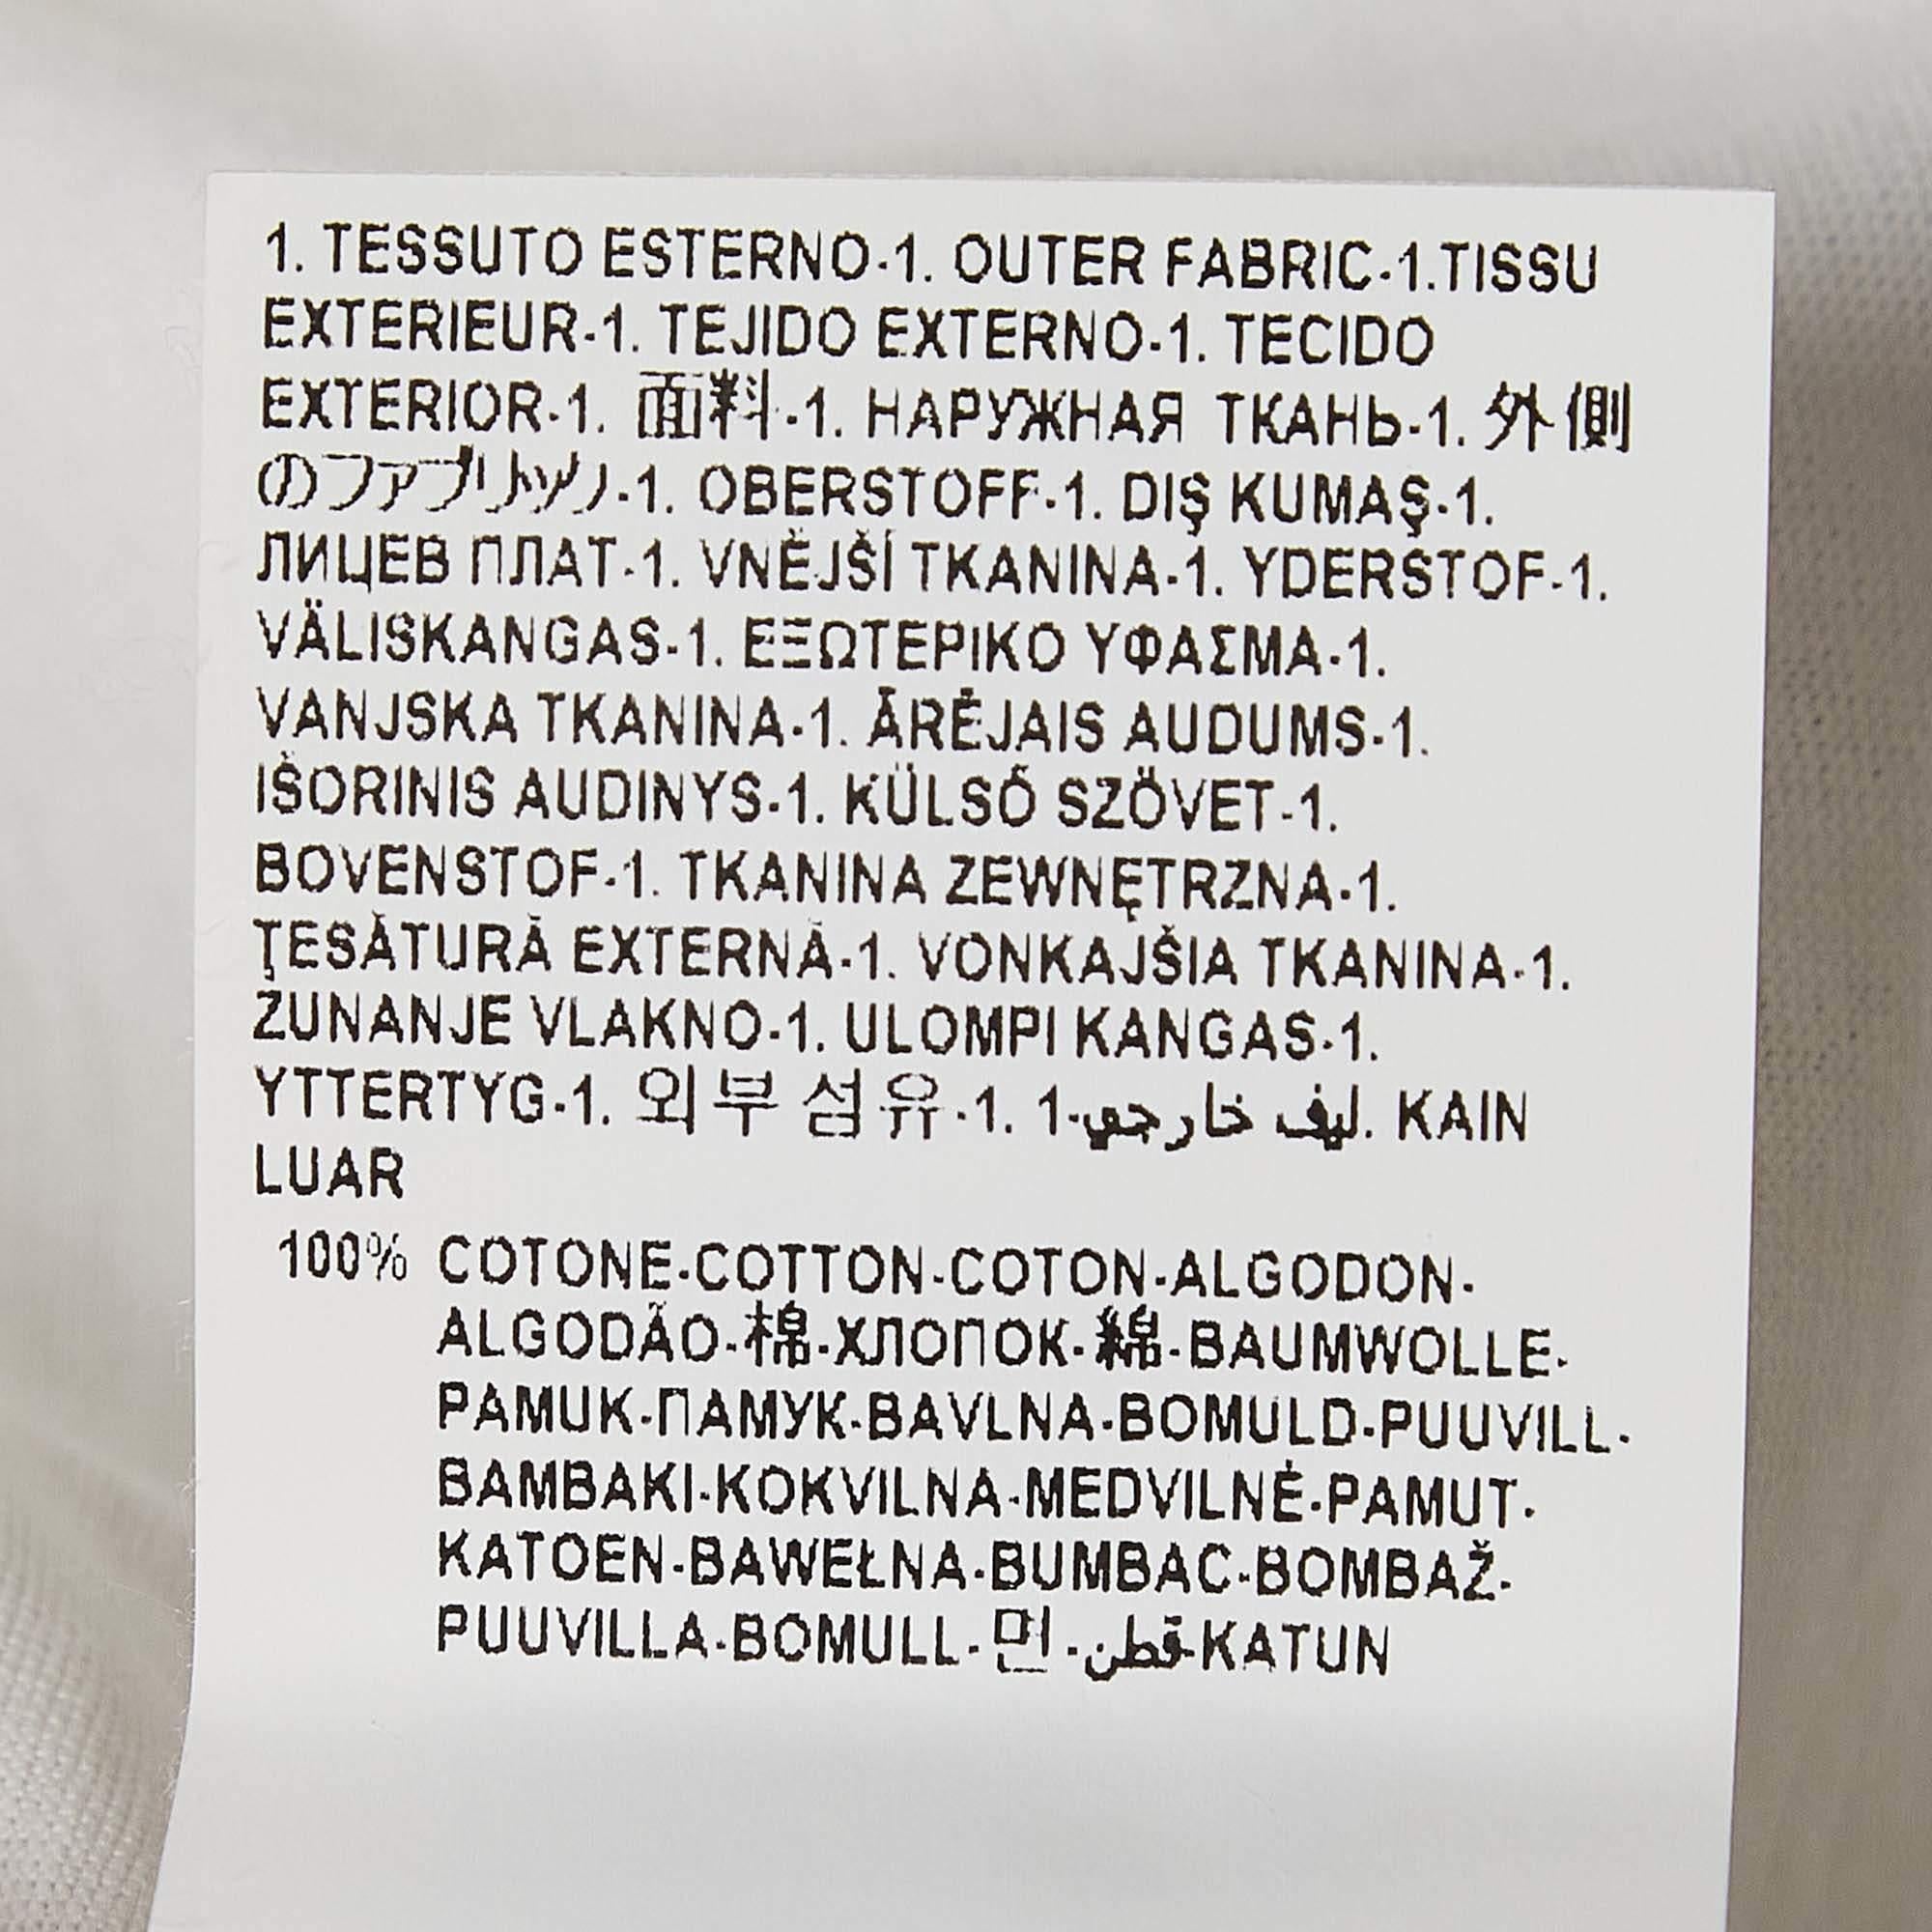 1. TESSUTO ESTERNO-1. OUTER FABRIC-1.TISSU
EXTERIEUR-1. TEJIDO EXTERNO-1. TECIDO
EXTERIOR-1. 面料-1. НАРУЖНАЯ ТКАНЬ-1. 外側
のファブリッツ-1. OBERSTOFF-1. DIŞ KUMAŞ-1.
ЛИЦЕВ ПЛАТ-1. VNĚJŠÍ TKANINA-1. YDERSTOF-1.
VÄLISKANGAS-1. ΕΞΩΤΕΡΙΚΟ ΥΦΑΣΜΑ-1.
VANJSKA TKANINA-1. ĀRĒJAIS AUDUMS-1.
IŠORINIS AUDINYS-1. KÜLSŐ SZÖVET-1.
BOVENSTOF-1. TKANINA ZEWNĘTRZNA-1.
ŢESĂTURĂ EXTERNĂ-1. VONKAJŠIA TKANINA-1.
ZUNANJE VLAKNO-1. ULOMPI KANGAS-1.
YTTERTYG-1. 외부 섬유-1. ليف خارجي-1. KAIN
LUAR
100% COTONE-COTTON-COTON-ALGODON-
ALGODÃO-棉-ХЛОПОК-綿-BAUMWOLLE-
PAMUK-ПАМУК-BAVLNA-BOMULD-PUUVILL-
BAMBAKI-KOKVILNA-MEDVILNĖ-PAMUT-
KATOEN-BAWEŁNA-BUMBAC-BOMBAŽ-
PUUVILLA-BOMULL-면-قطن-KATUN